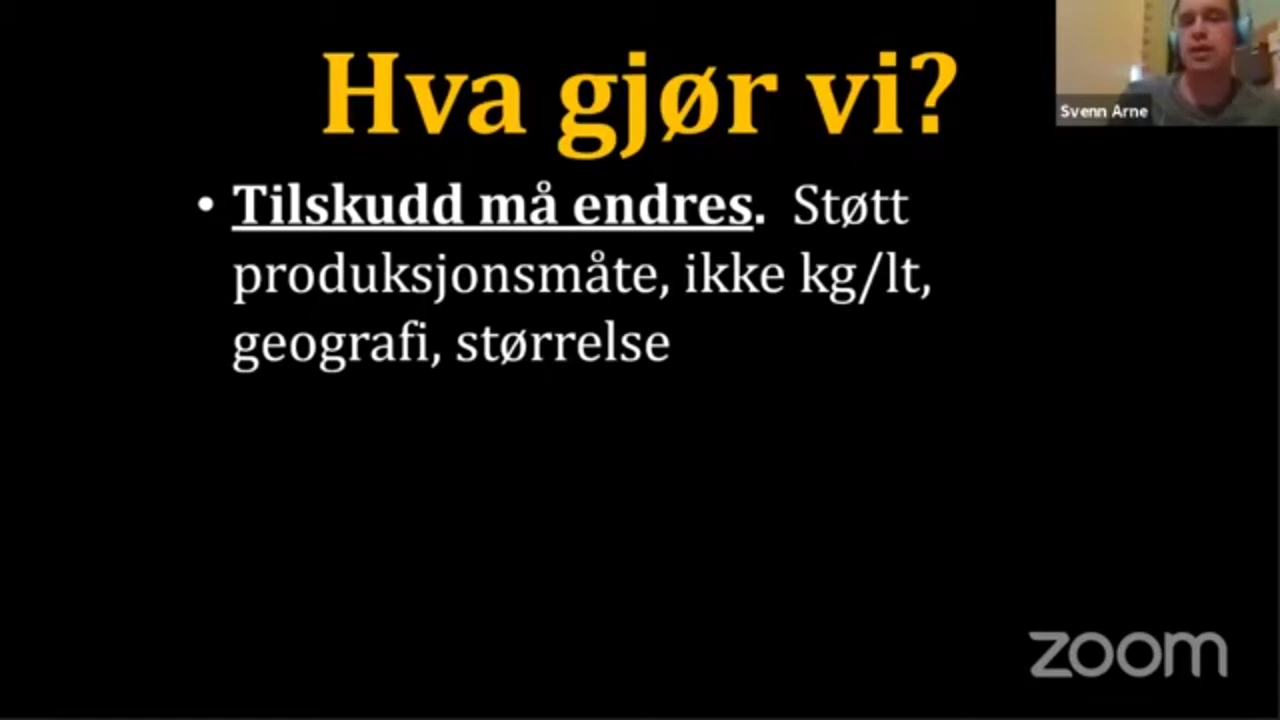 Hva gjør vi?
Svenn Arne
• Tilskudd må endres. Støtt
produksjonsmåte, ikke kg/lt,
geografi, størrelse
zoom